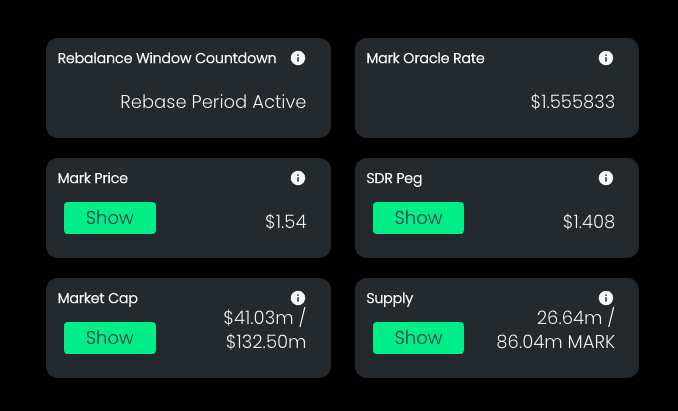 Rebalance Window Countdown
Rebase Period Active
Mark Oracle Rate
$1.555833
Mark Price
Show
$1.54
SDR Peg
Show
$1.408
Market Cap
Show
$41.03m /
$132.50m
Supply
Show
26.64m /
86.04m MARK